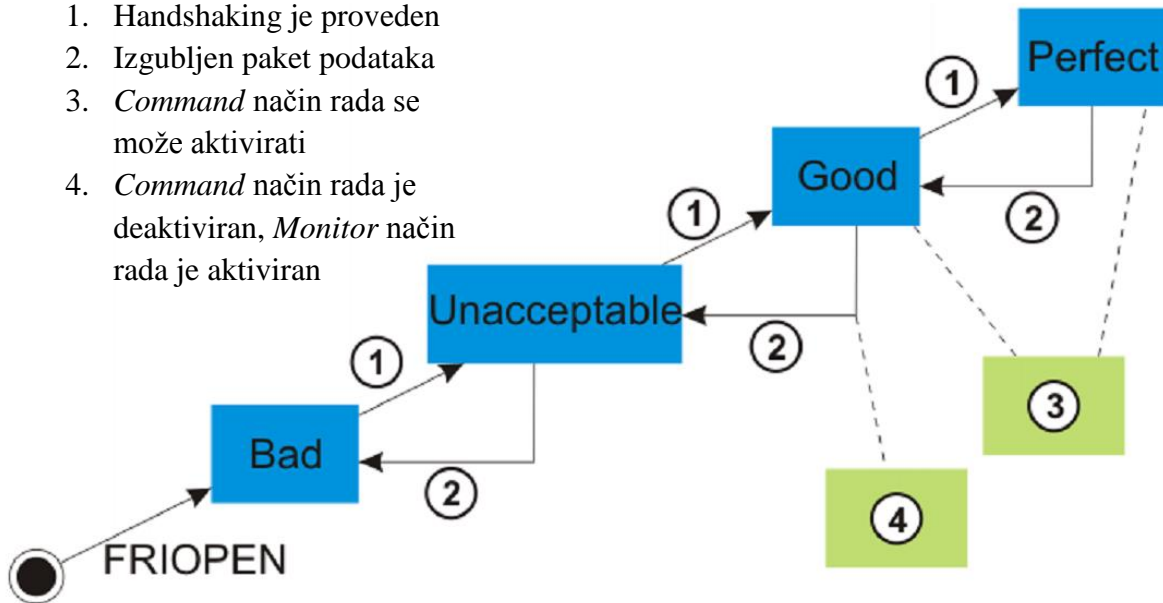 1. Handshaking je proveden
2. Izgubljen paket podataka
3. Command način rada se
može aktivirati
4. Command način rada je
deaktiviran, Monitor način
rada je aktiviran
Perfect
1
Good
2
1
Unacceptable
2
1
3
Bad
2
4
FRIOPEN